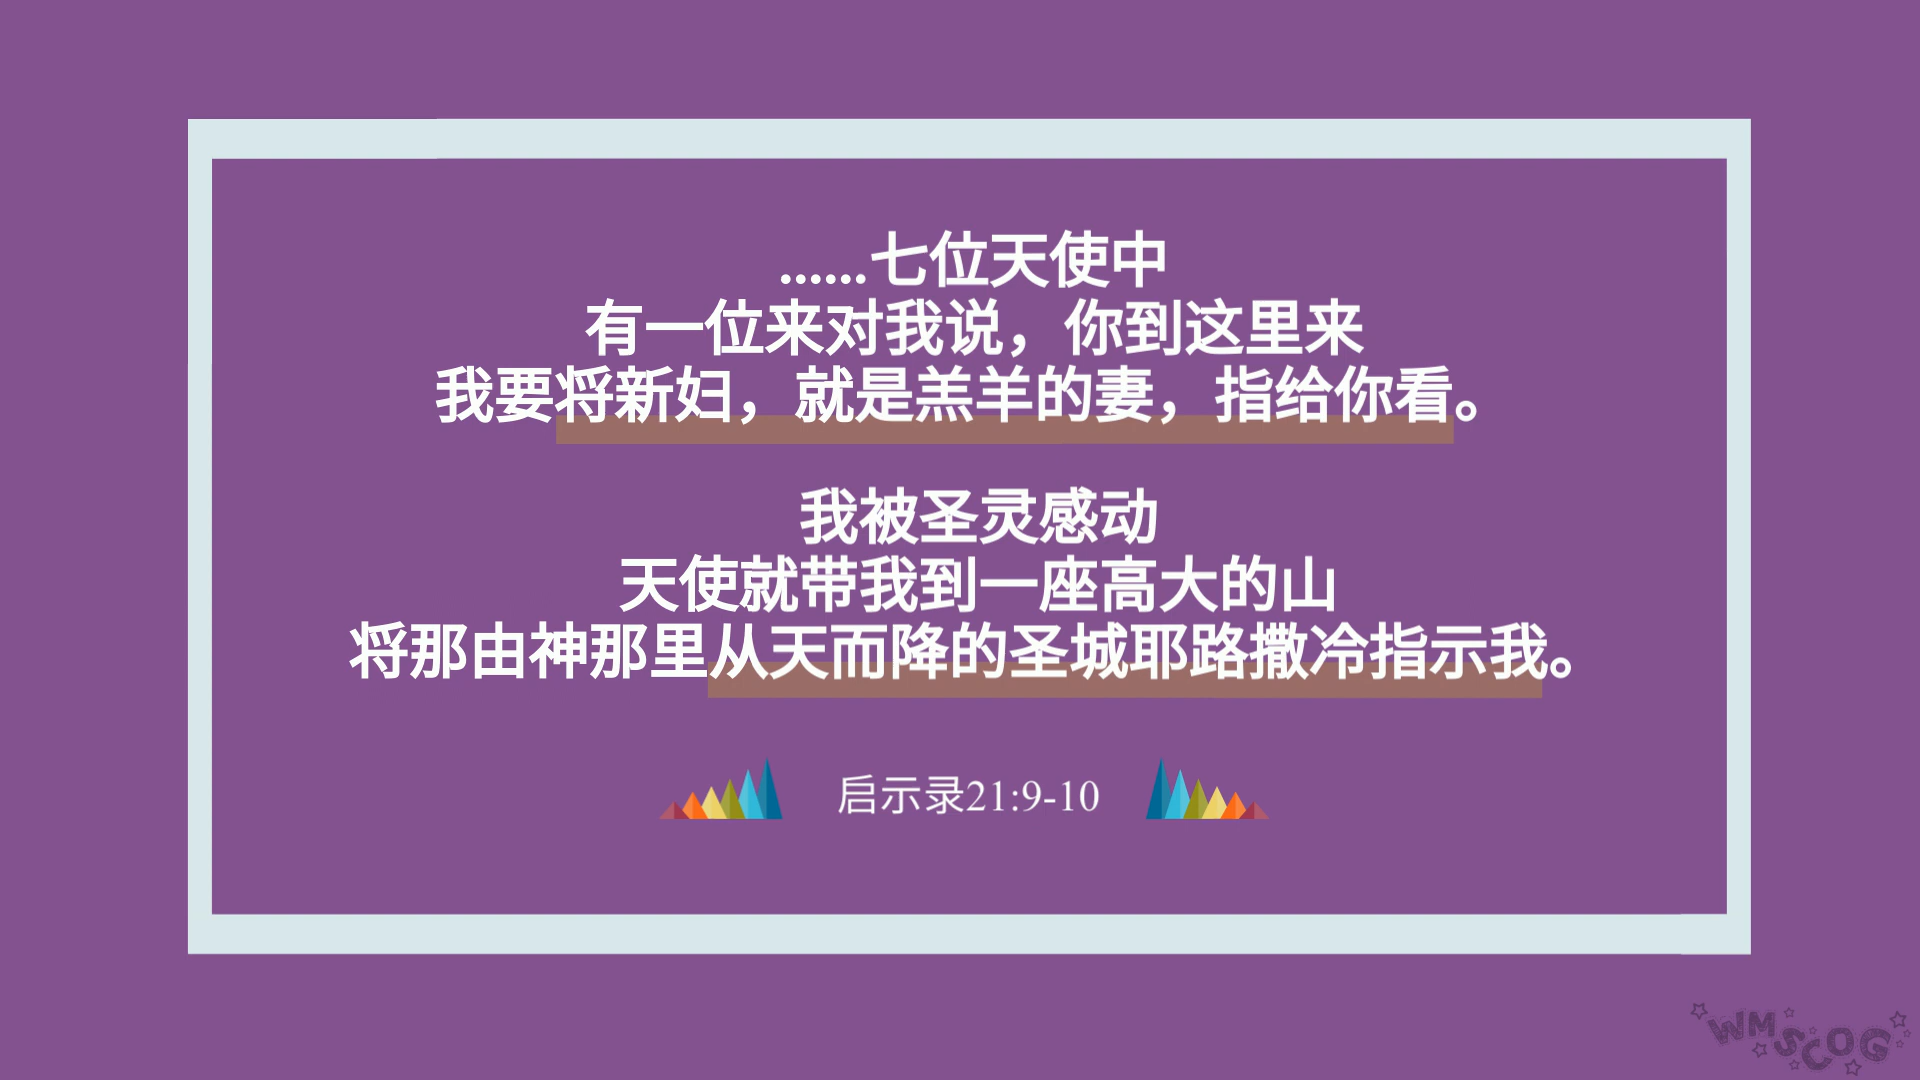 ......七位天使中
有一位来对我说，你到这里来
我要将新妇，就是羔羊的妻，指给你看。
我被圣灵感动
天使就带我到一座高大的山
将那由神那里从天而降的圣城耶路撒冷指示我。
启示录21:9-10
WMSCOG